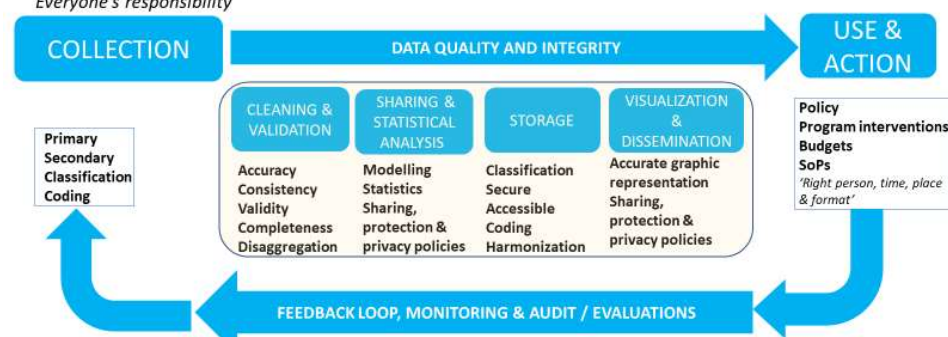 Everyone's responsibility
COLLECTION
DATA QUALITY AND INTEGRITY
USE &
ACTION
Primary
Secondary
Classification
Coding
CLEANING &
VALIDATION
Accuracy
Consistency
Validity
Completeness
Disaggregation
SHARING &
STATISTICAL
ANALYSIS
Modelling
Statistics
Sharing,
protection &
privacy policies
STORAGE
Classification
Secure
Accessible
Coding
Harmonization
VISUALIZATION
&
DISSEMINATION
Accurate graphic
representation
Sharing,
protection &
privacy policies
Policy
Program interventions
Budgets
SoPs
'Right person, time, place
& format'
FEEDBACK LOOP, MONITORING & AUDIT / EVALUATIONS